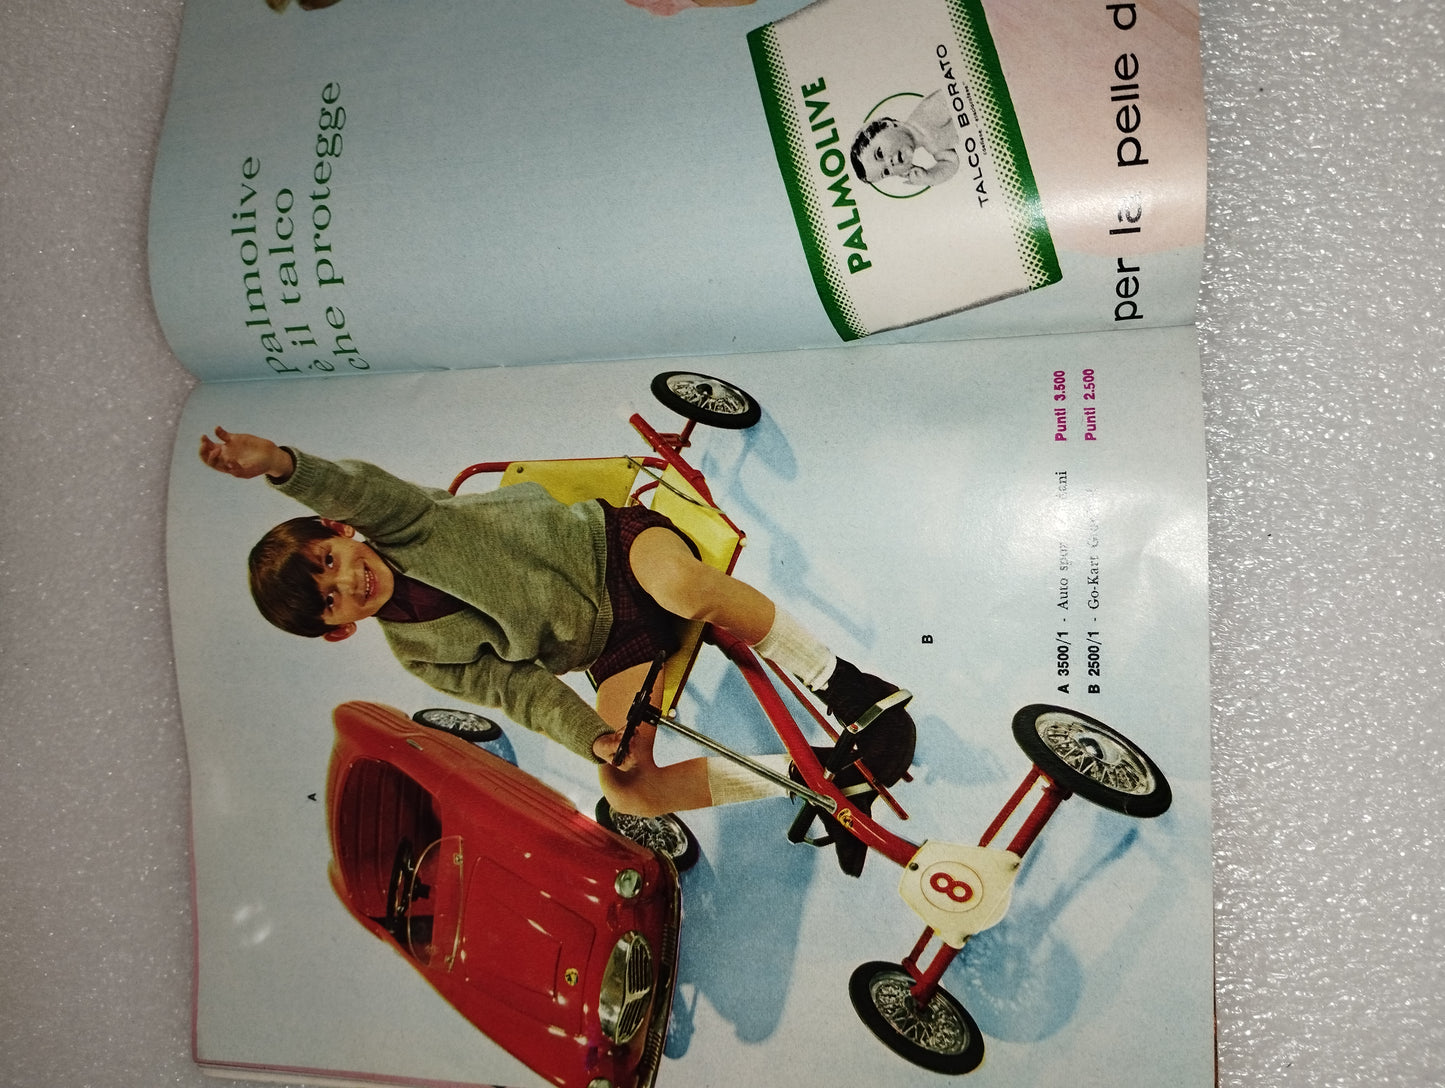 palmolive
è il talco
che protegge
PALMOLIVE
TALCO BORATO
per la pelle d
A
B
8
A 3500/1 - Auto Punti 3.500
B 2500/1 - Go-Kart Punti 2.500